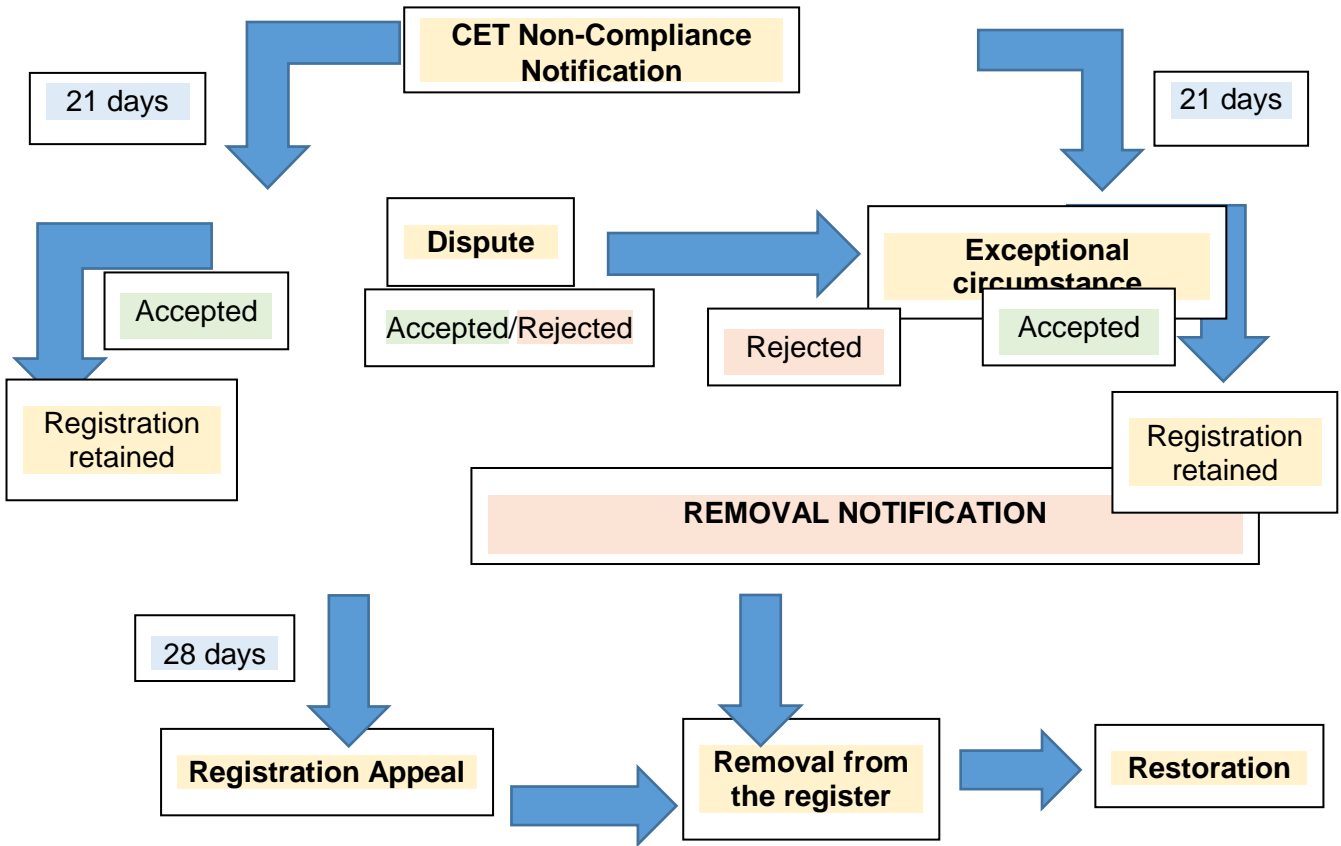 CET Non-Compliance
Notification
21 days
21 days
Dispute
Exceptional
circumstance
Accepted
Accepted/Rejected
Rejected
Accepted
Registration
retained
Registration
retained
REMOVAL NOTIFICATION
28 days
Registration Appeal
Removal from
the register
Restoration